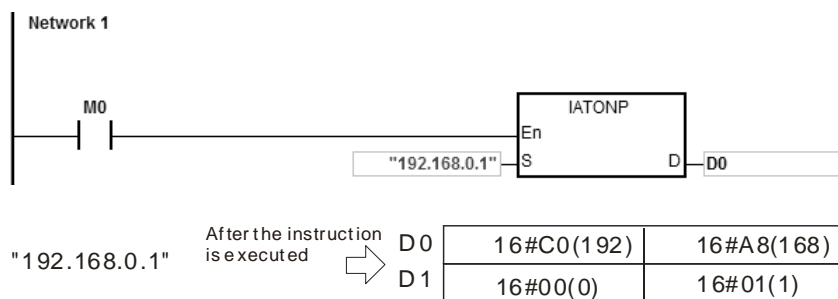 Network 1
M0
IATONP
En
"192.168.0.1" S D D0
"192.168.0.1" After the instruction is executed
D0 16#C0(192) 16#A8(168)
D1 16#00(0) 16#01(1)